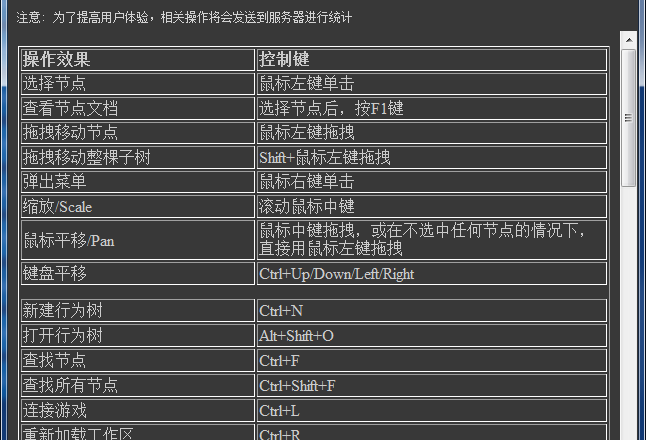 注意: 为了提高用户体验，相关操作将会发送到服务器进行统计
操作效果 控制键
选择节点 鼠标左键单击
查看节点文档 选择节点后，按F1键
拖拽移动节点 鼠标左键拖拽
拖拽移动整棵子树 Shift+鼠标左键拖拽
弹出菜单 鼠标右键单击
缩放/Scale 滚动鼠标中键
鼠标平移/Pan 鼠标中键拖拽，或在不选中任何节点的情况下，
直接用鼠标左键拖拽
键盘平移 Ctrl+Up/Down/Left/Right
新建行为树 Ctrl+N
打开行为树 Alt+Shift+O
查找节点 Ctrl+F
查找所有节点 Ctrl+Shift+F
连接游戏 Ctrl+L
重新加载工作区 Ctrl+R